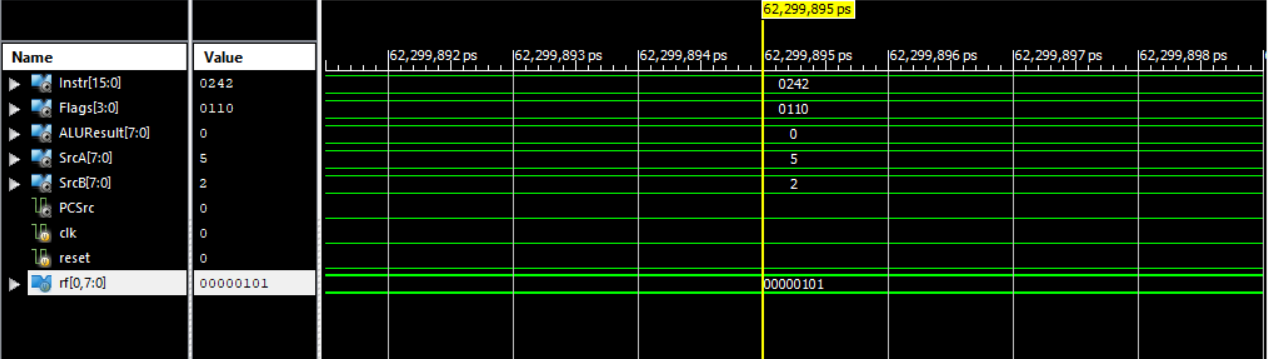 62,299,895 ps
Name Value 62,299,892 ps 62,299,893 ps 62,299,894 ps 62,299,895 ps 62,299,896 ps 62,299,897 ps 62,299,898 ps
Instr[15:0] 0242 0242
Flags[3:0] 0110 0110
ALUResult[7:0] 0 0
SrcA[7:0] 5 5
SrcB[7:0] 2 2
PCSrc 0
clk 0
reset 0
rf[0,7:0] 00000101 00000101